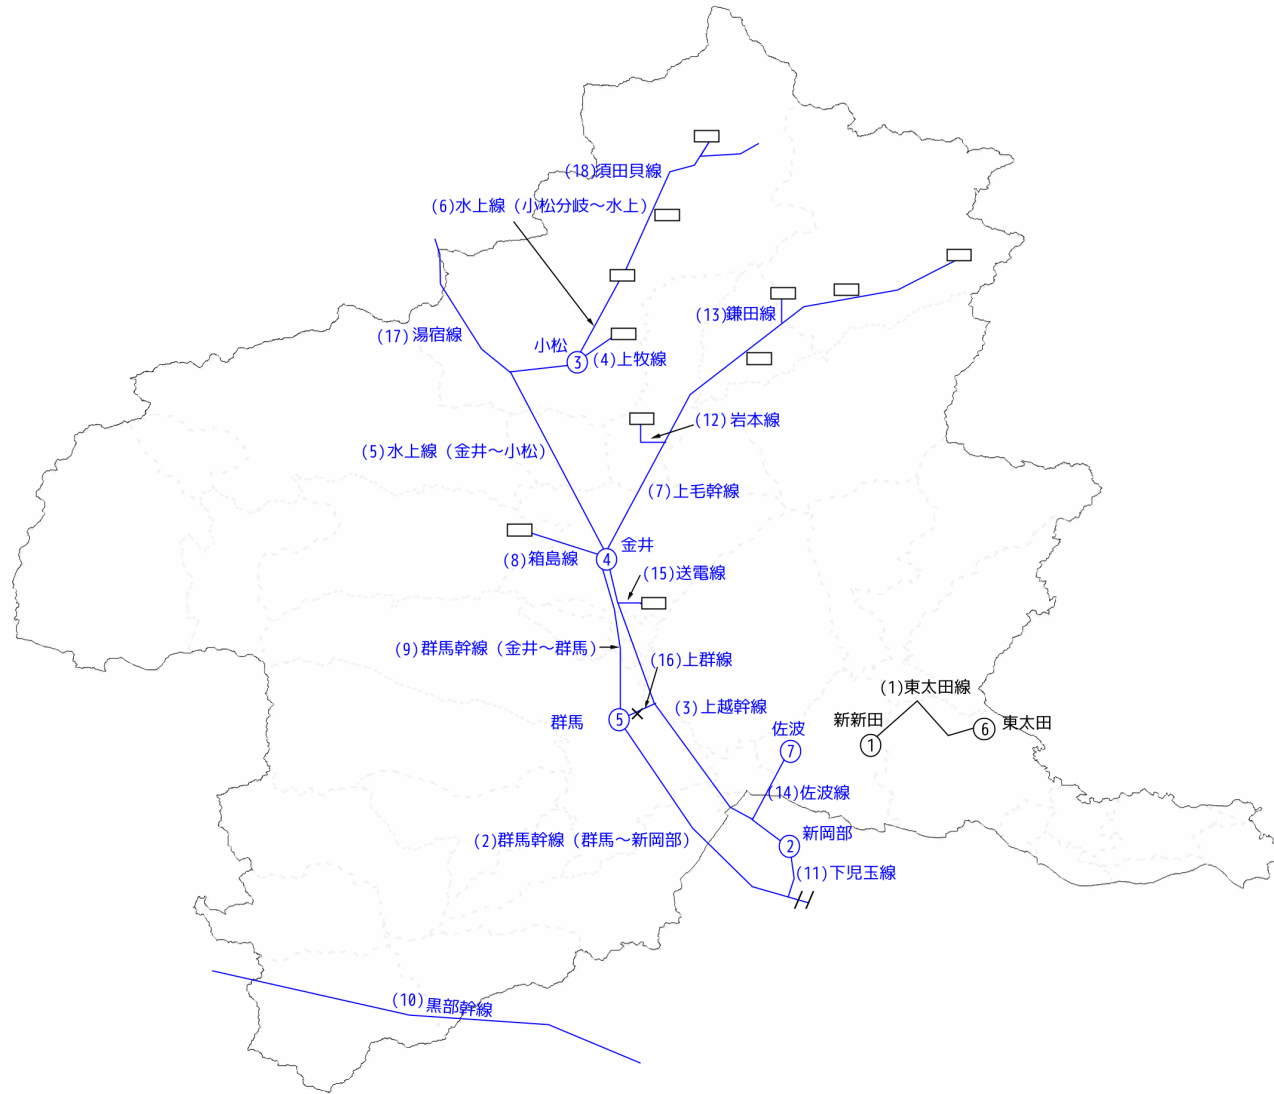 (18)須田貝線
(6)水上線（小松分岐～水上）
(13)鎌田線
(17)湯宿線
小松
③
(4)上牧線
(12)岩本線
(5)水上線（金井～小松）
(7)上毛幹線
金井
④
(8)箱島線
(15)送電線
(9)群馬幹線（金井～群馬）
(16)上群線
(1)東太田線
(3)上越幹線
群馬
⑤
新新田
①
⑥
東太田
佐波
⑦
(14)佐波線
新岡部
②
(2)群馬幹線（群馬～新岡部）
(11)下児玉線
(10)黒部幹線